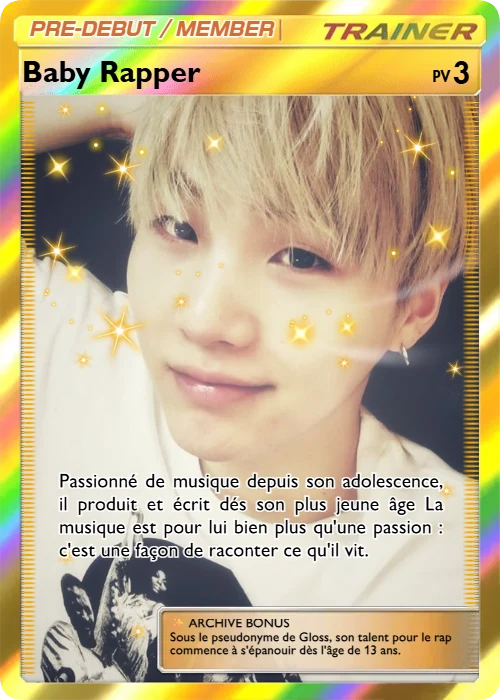 PRE-DEBUT / MEMBER
TRAINER
Baby Rapper
PV 3
Passionné de musique depuis son adolescence,
il produit et écrit dés son plus jeune âge La
musique est pour lui bien plus qu'une passion :
c'est une façon de raconter ce qu'il vit.
ARCHIVE BONUS
Sous le pseudonyme de Gloss, son talent pour le rap
commence à s'épanouir dès l'âge de 13 ans.